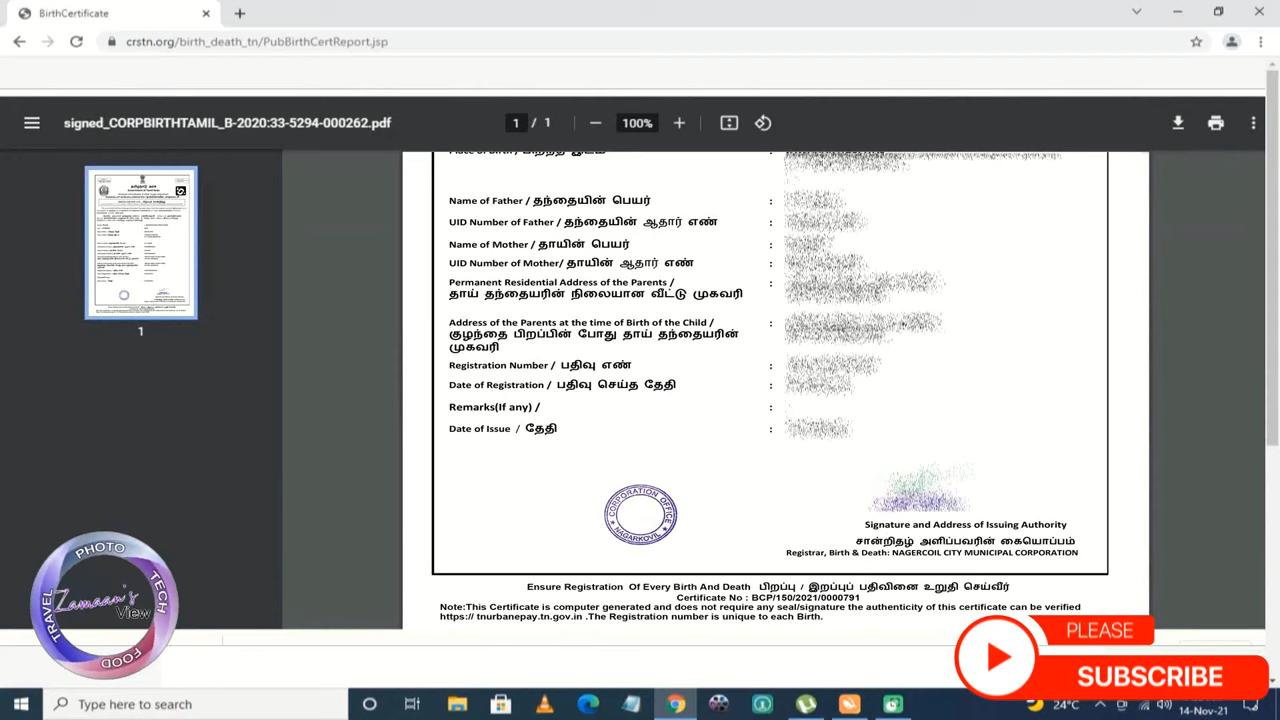 BirthCertificate
crstn.org/birth_death_tn/PubBirthCertReport.jsp
signed_CORPBIRTHTAMIL_B-2020:33-5294-000262.pdf
1 / 1
100%
1
Place of Birth / பிறந்த இடம் :
Name of Father / தந்தையின் பெயர் :
UID Number of Father / தந்தையின் ஆதார் எண் :
Name of Mother / தாயின் பெயர் :
UID Number of Mother/ தாயின் ஆதார் எண் :
Permanent Residential Address of the Parents / :
தாய் தந்தையரின் நிலையான வீட்டு முகவரி
Address of the Parents at the time of Birth of the Child / :
குழந்தை பிறப்பின் போது தாய் தந்தையரின்
முகவரி
Registration Number / பதிவு எண் :
Date of Registration / பதிவு செய்த தேதி :
Remarks(If any) / :
Date of Issue / தேதி :
CORPORATION OFFICE
NAGARKOVIL
Signature and Address of Issuing Authority
சான்றிதழ் அளிப்பவரின் கையொப்பம்
Registrar, Birth & Death: NAGERCOIL CITY MUNICIPAL CORPORATION
Ensure Registration Of Every Birth And Death பிறப்பு / இறப்புப் பதிவினை உறுதி செய்வீர்
Certificate No : BCP/150/2021/0000791
Note:This Certificate is computer generated and does not require any seal/signature the authenticity of this certificate can be verified
https:// tnurbanepay.tn.gov.in .The Registration number is unique to each Birth.
PHOTO
TECH
FOOD
TRAVEL
View
PLEASE
SUBSCRIBE
Type here to search
24°C
14-Nov-21